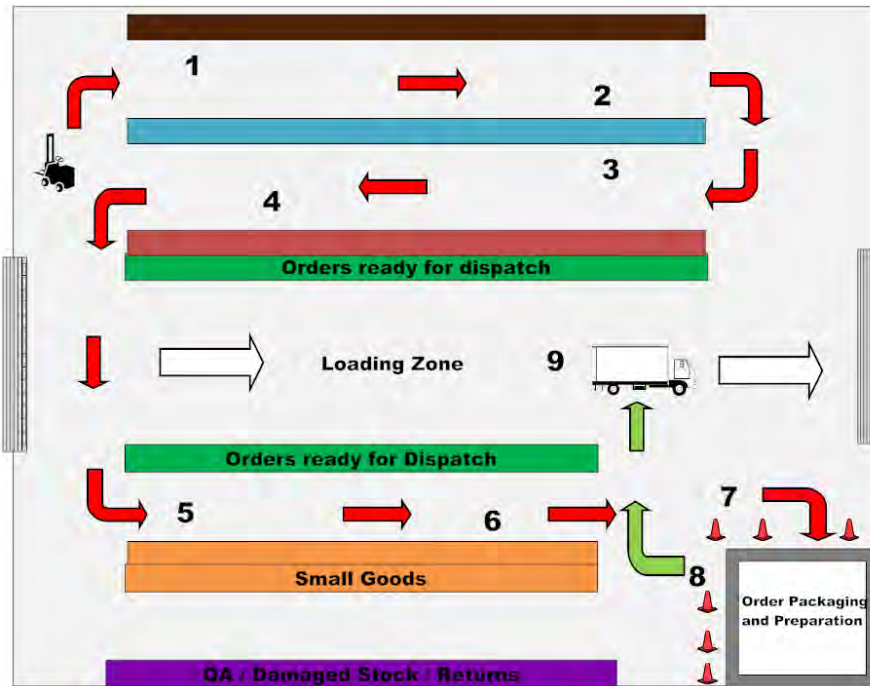 1
2
3
4
Orders ready for dispatch
Loading Zone
9
Orders ready for Dispatch
5
6
7
Small Goods
8
Order Packaging
and Preparation
QA / Damaged Stock / Returns